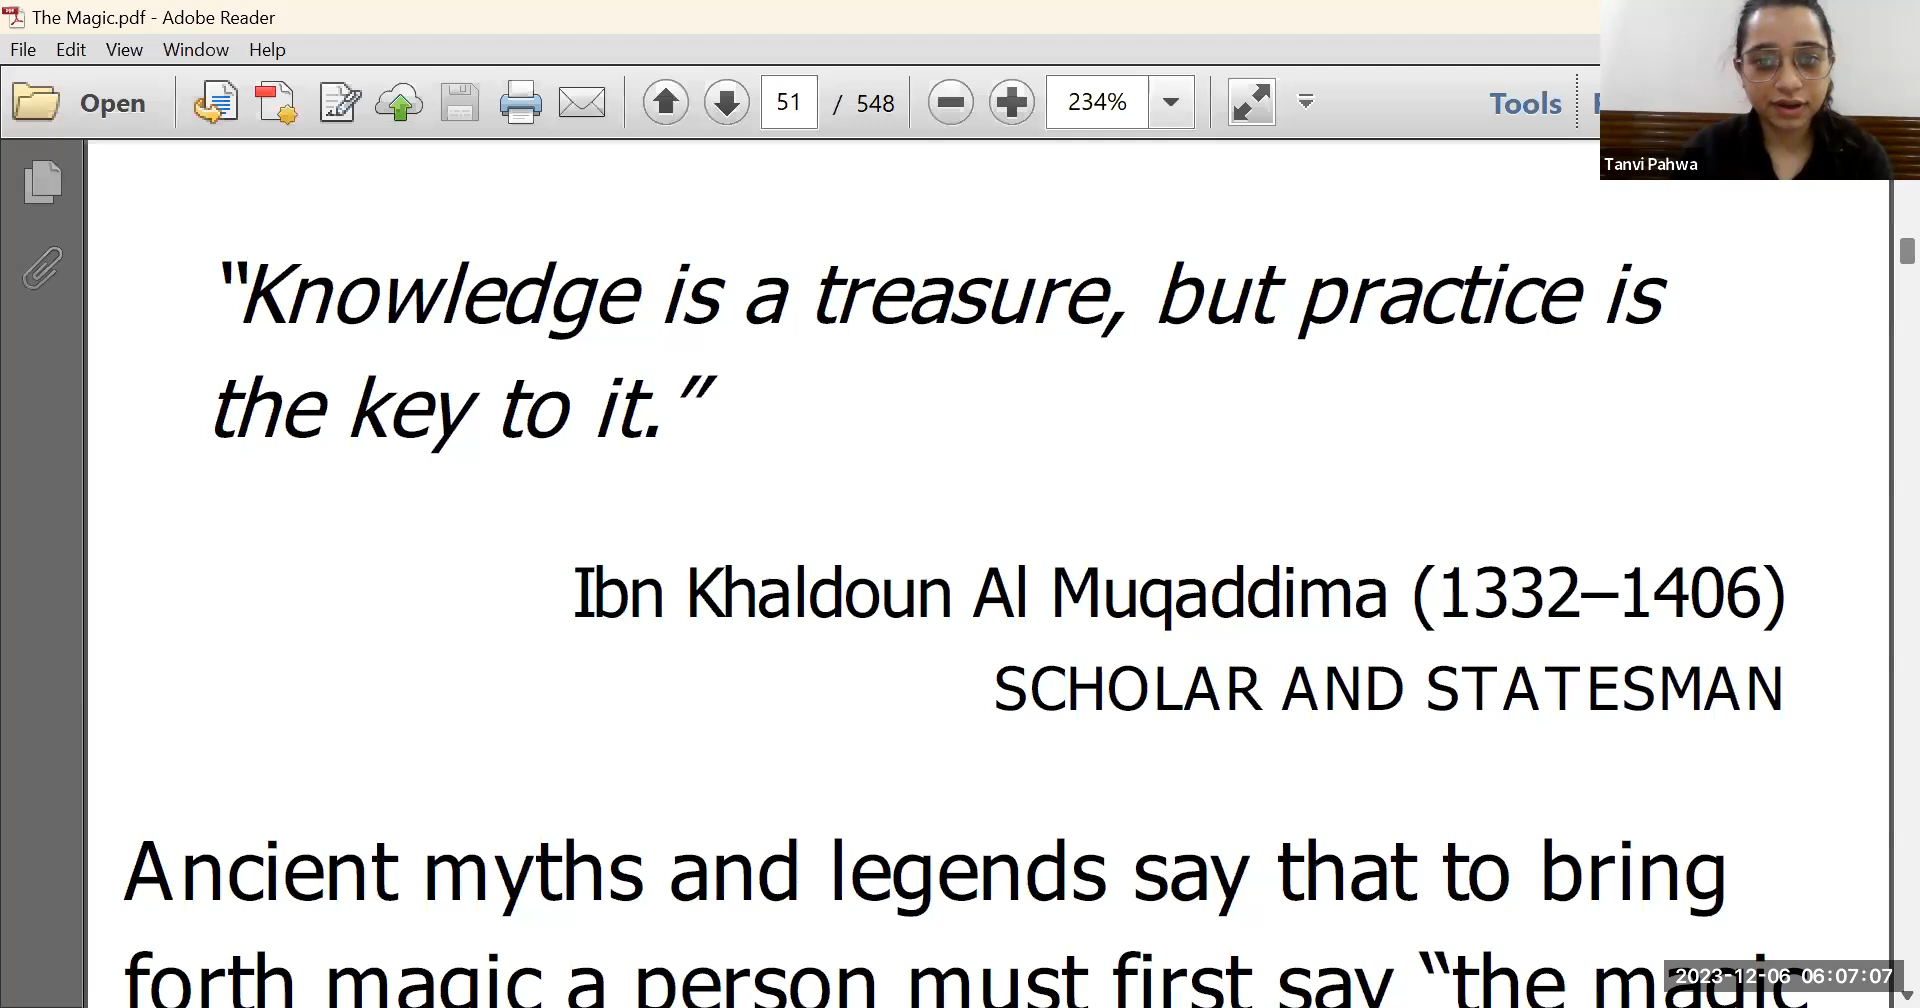 The Magic.pdf - Adobe Reader
File Edit View Window Help
Open 51 / 548 234% Tools
Tanvi Pahwa
“Knowledge is a treasure, but practice is
the key to it.”
Ibn Khaldoun Al Muqaddima (1332–1406)
SCHOLAR AND STATESMAN
Ancient myths and legends say that to bring
forth magic a person must first say “the magic
2023-12-06 06:07:07